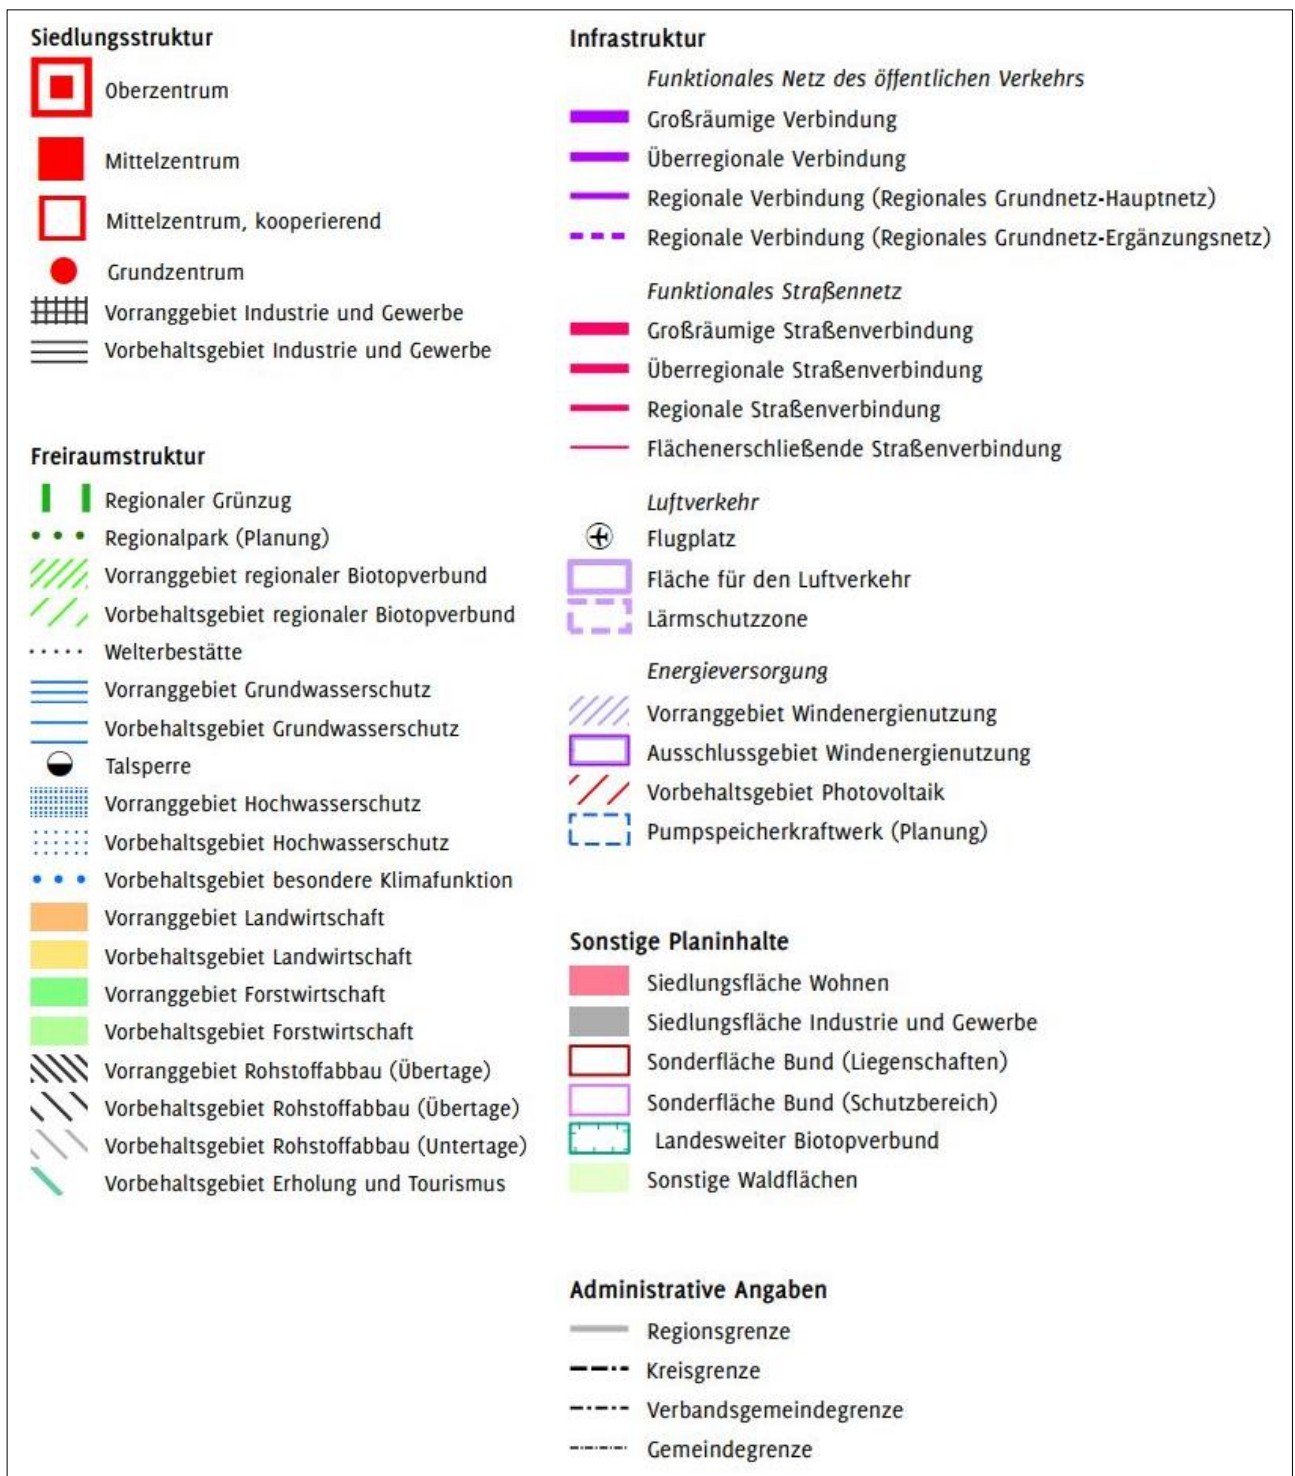 Siedlungsstruktur
Oberzentrum
Mittelzentrum
Mittelzentrum, kooperierend
Grundzentrum
Vorranggebiet Industrie und Gewerbe
Vorbehaltsgebiet Industrie und Gewerbe
Freiraumstruktur
Regionaler Grünzug
Regionalpark (Planung)
Vorranggebiet regionaler Biotopverbund
Vorbehaltsgebiet regionaler Biotopverbund
Welterbestätte
Vorranggebiet Grundwasserschutz
Vorbehaltsgebiet Grundwasserschutz
Talsperre
Vorranggebiet Hochwasserschutz
Vorbehaltsgebiet Hochwasserschutz
Vorbehaltsgebiet besondere Klimafunktion
Vorranggebiet Landwirtschaft
Vorbehaltsgebiet Landwirtschaft
Vorranggebiet Forstwirtschaft
Vorbehaltsgebiet Forstwirtschaft
Vorranggebiet Rohstoffabbau (Übertage)
Vorbehaltsgebiet Rohstoffabbau (Übertage)
Vorbehaltsgebiet Rohstoffabbau (Untertage)
Vorbehaltsgebiet Erholung und Tourismus
Infrastruktur
Funktionales Netz des öffentlichen Verkehrs
Großräumige Verbindung
Überregionale Verbindung
Regionale Verbindung (Regionales Grundnetz-Hauptnetz)
Regionale Verbindung (Regionales Grundnetz-Ergänzungsnetz)
Funktionales Straßennetz
Großräumige Straßenverbindung
Überregionale Straßenverbindung
Regionale Straßenverbindung
Flächenerschließende Straßenverbindung
Luftverkehr
Flugplatz
Fläche für den Luftverkehr
Lärmschutzzone
Energieversorgung
Vorranggebiet Windenergienutzung
Ausschlussgebiet Windenergienutzung
Vorbehaltsgebiet Photovoltaik
Pumpspeicherkraftwerk (Planung)
Sonstige Planinhalte
Siedlungsfläche Wohnen
Siedlungsfläche Industrie und Gewerbe
Sonderfläche Bund (Liegenschaften)
Sonderfläche Bund (Schutzbereich)
Landesweiter Biotopverbund
Sonstige Waldflächen
Administrative Angaben
Regionsgrenze
Kreisgrenze
Verbandsgemeindegrenze
Gemeindegrenze